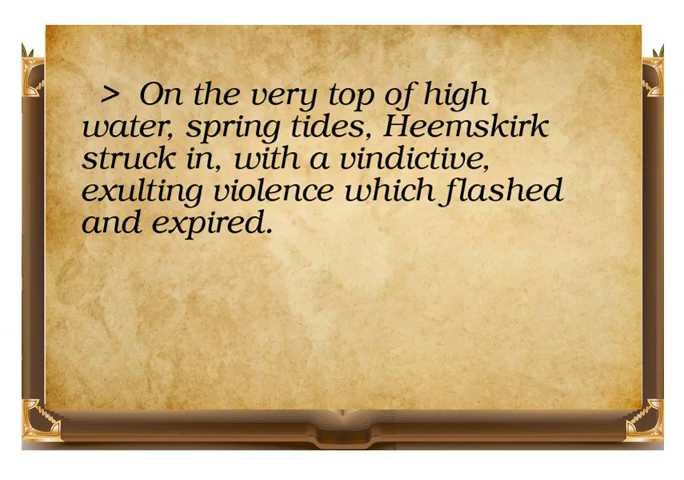 > On the very top of high
water, spring tides, Heemskirk
struck in, with a vindictive,
exulting violence which flashed
and expired.